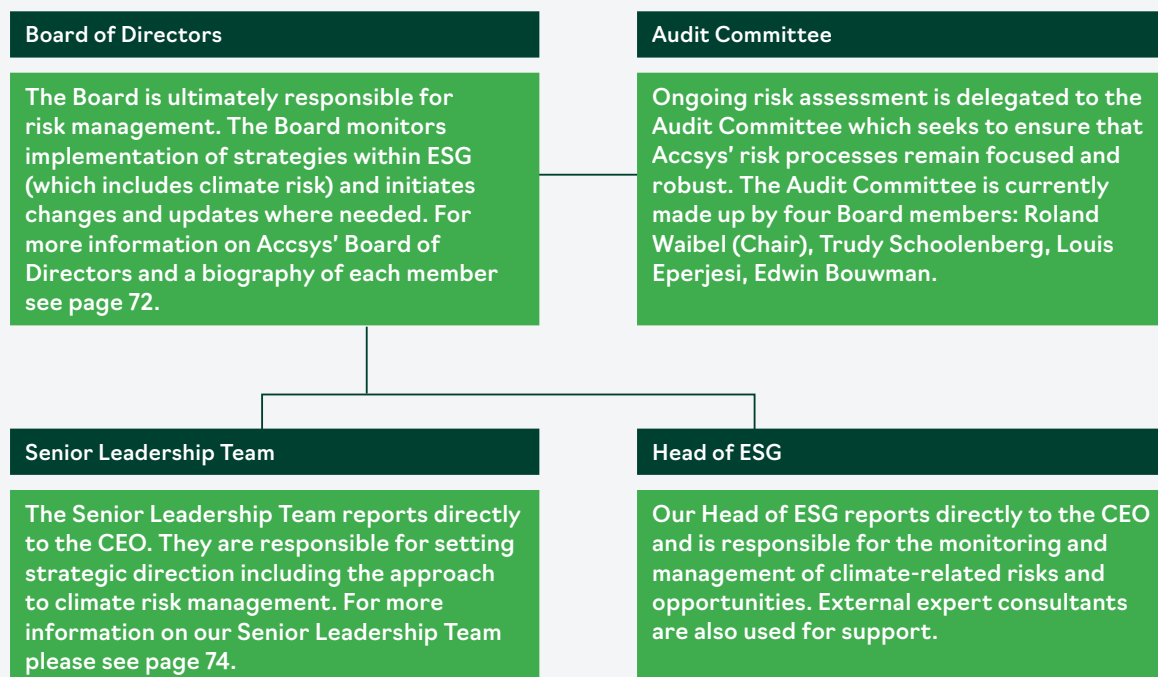 Board of Directors
The Board is ultimately responsible for
risk management. The Board monitors
implementation of strategies within ESG
(which includes climate risk) and initiates
changes and updates where needed. For
more information on Accsys' Board of
Directors and a biography of each member
see page 72.
Audit Committee
Ongoing risk assessment is delegated to the
Audit Committee which seeks to ensure that
Accsys' risk processes remain focused and
robust. The Audit Committee is currently
made up by four Board members: Roland
Waibel (Chair), Trudy Schoolenberg, Louis
Eperjesi, Edwin Bouwman.
Senior Leadership Team
The Senior Leadership Team reports directly
to the CEO. They are responsible for setting
strategic direction including the approach
to climate risk management. For more
information on our Senior Leadership Team
please see page 74.
Head of ESG
Our Head of ESG reports directly to the CEO
and is responsible for the monitoring and
management of climate-related risks and
opportunities. External expert consultants
are also used for support.